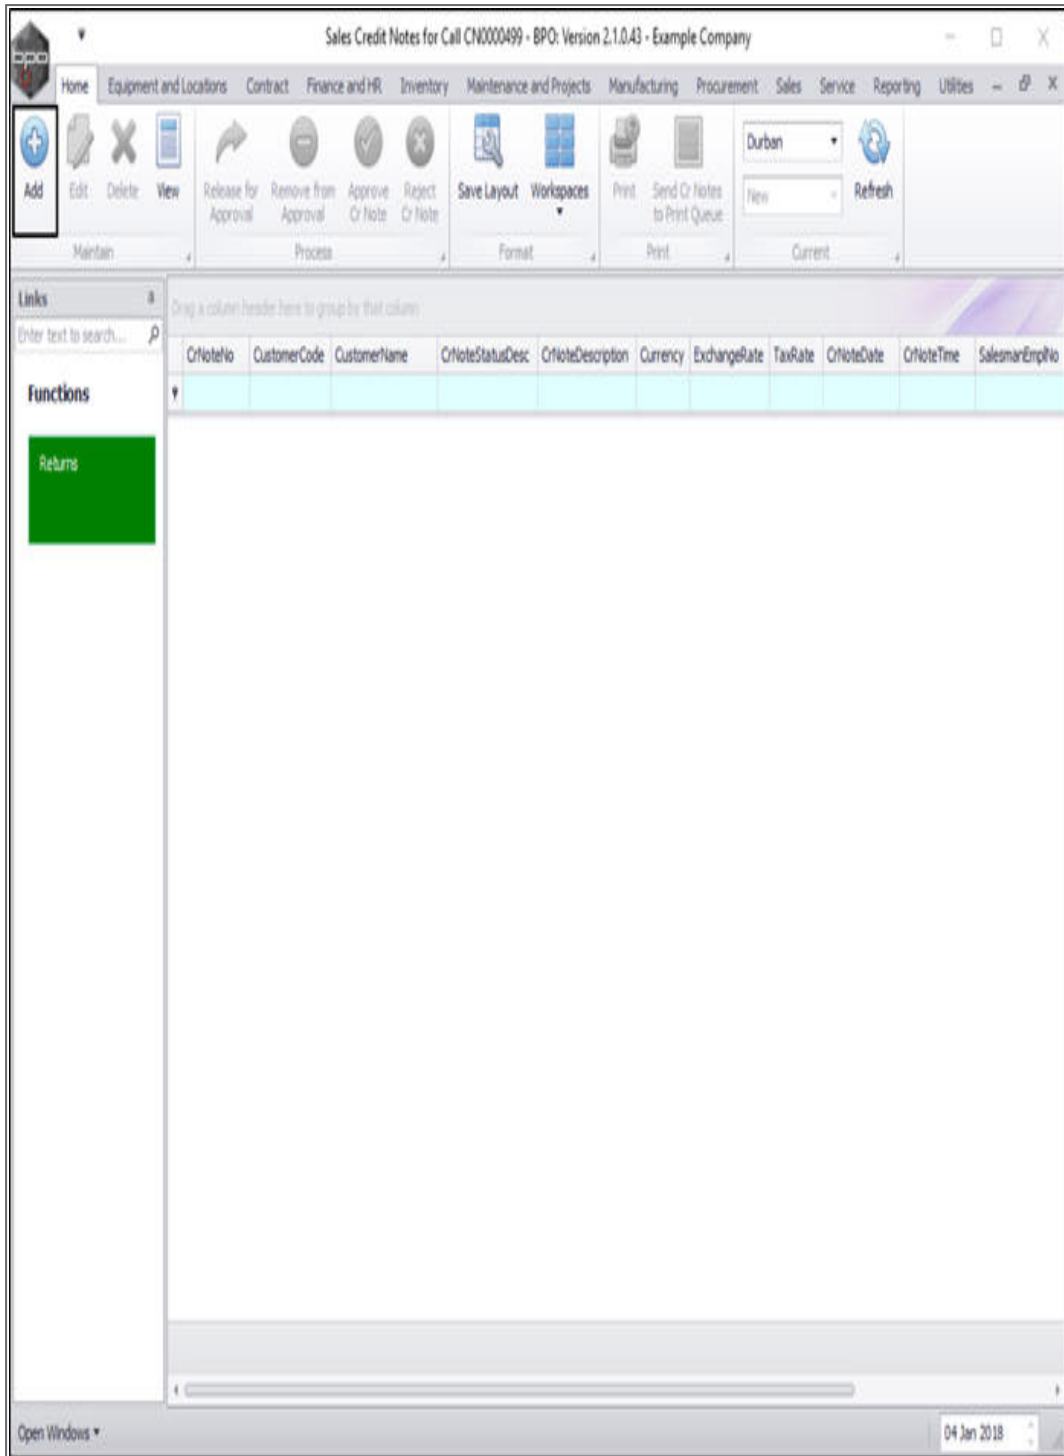 Sales Credit Notes for Call CN0000499 - BPO: Version 2.1.0.43 - Example Company
bpo
Home Equipment and Locations Contract Finance and HR Inventory Maintenance and Projects Manufacturing Procurement Sales Service Reporting Utilities
Add Edit Delete View Release for Approval Remove from Approval Approve Cr Note Reject Cr Note Save Layout Workspaces Print Send Cr Notes to Print Queue Durban New Refresh
Maintain Process Format Print Current
Links
Enter text to search...
Drag a column header here to group by that column
CrNoteNo CustomerCode CustomerName CrNoteStatusDesc CrNoteDescription Currency ExchangeRate TaxRate CrNoteDate CrNoteTime SalesmanEmplNo
Functions
Returns
Open Windows
04 Jan 2018